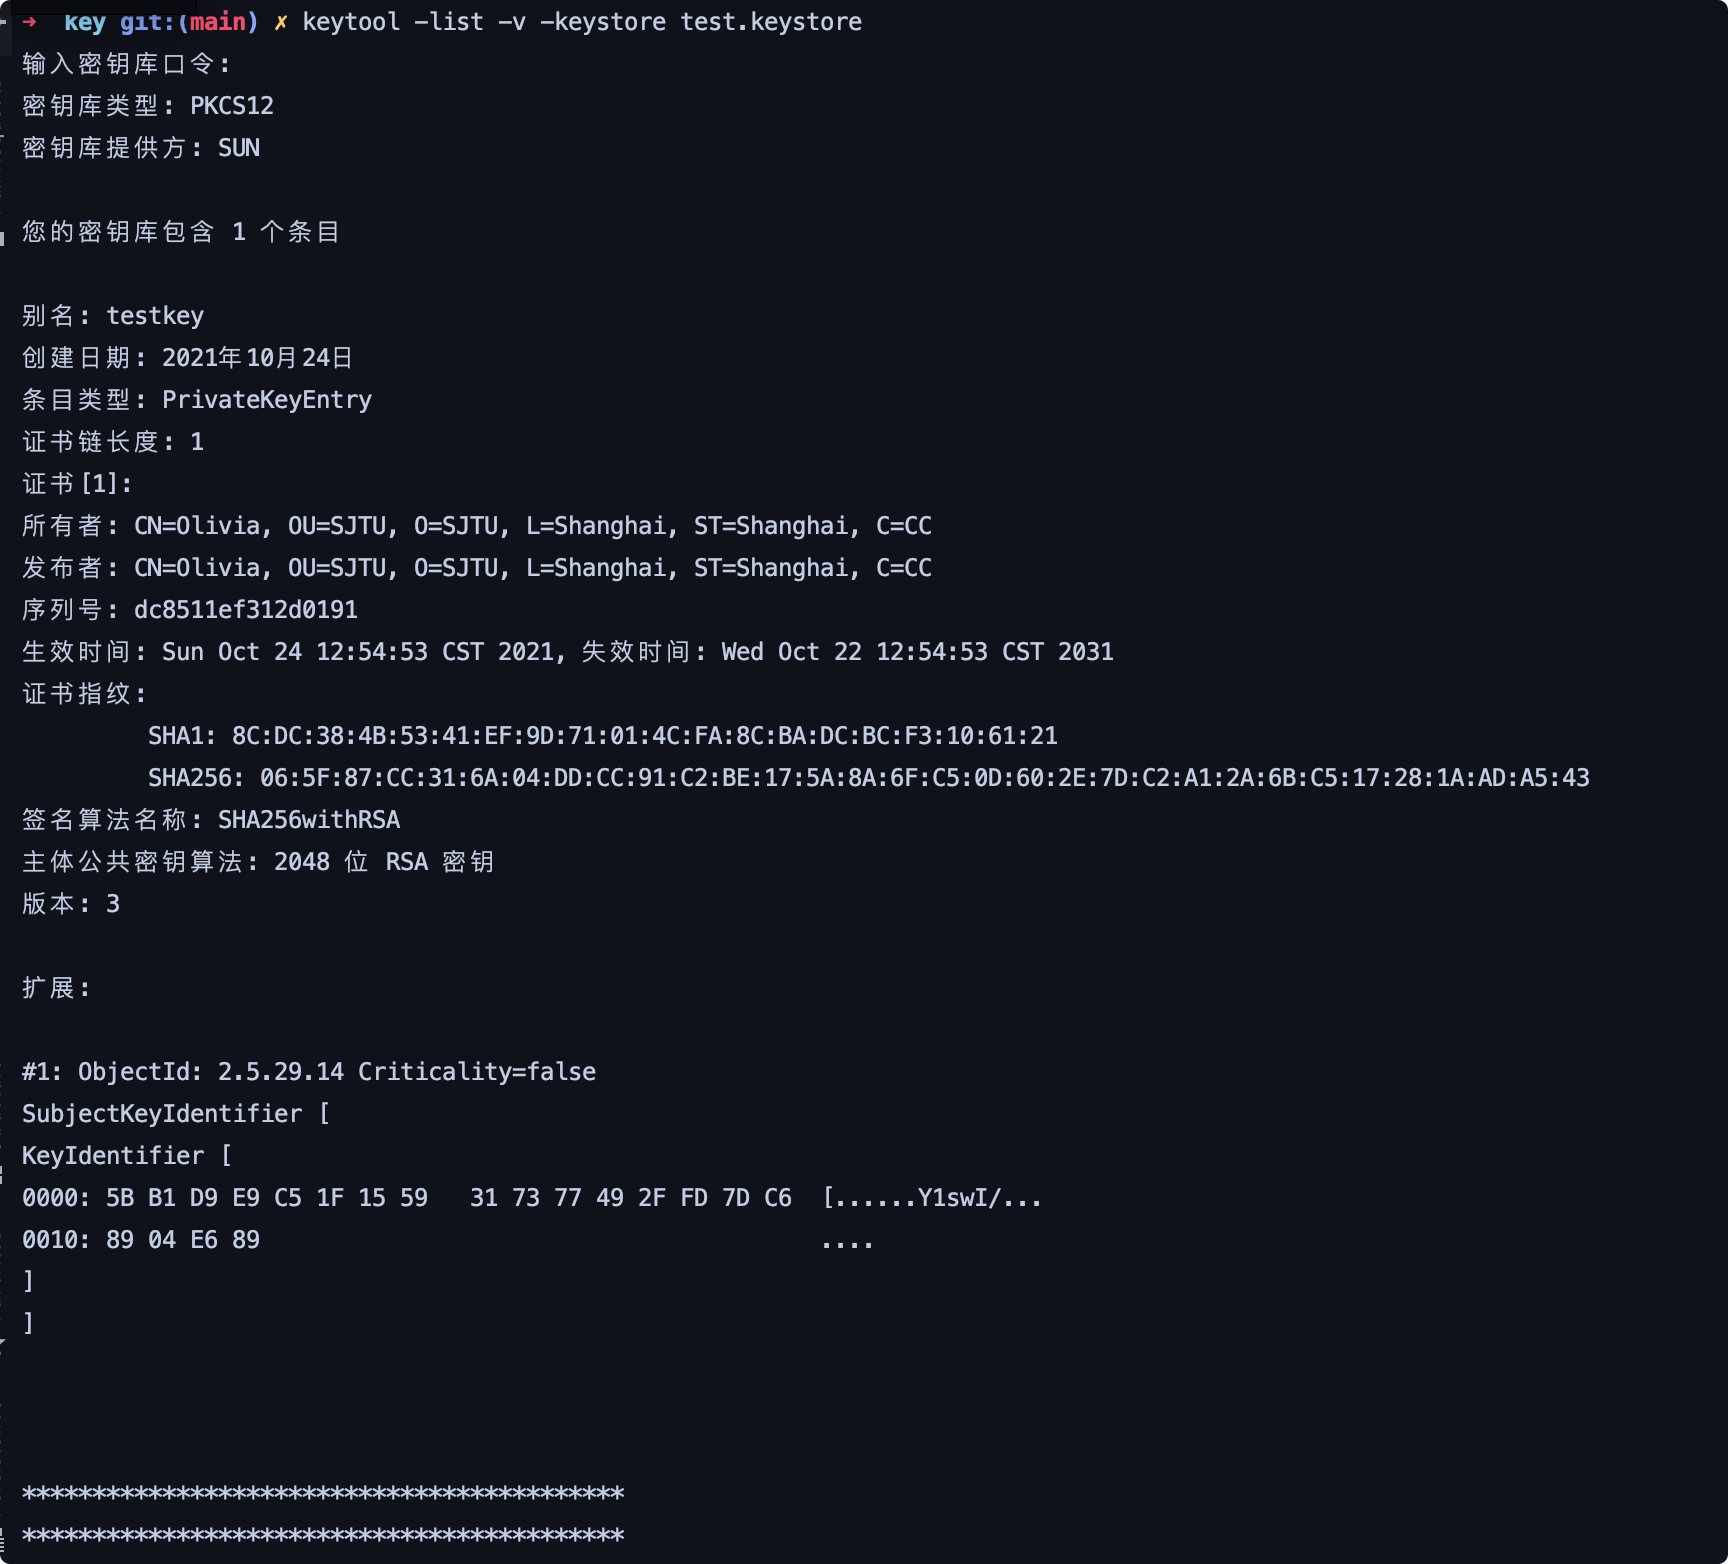 ➜  key git:(main) ✗ keytool -list -v -keystore test.keystore
输入密钥库口令:
密钥库类型: PKCS12
密钥库提供方: SUN
您的密钥库包含 1 个条目
别名: testkey
创建日期: 2021年10月24日
条目类型: PrivateKeyEntry
证书链长度: 1
证书[1]:
所有者: CN=Olivia, OU=SJTU, O=SJTU, L=Shanghai, ST=Shanghai, C=CC
发布者: CN=Olivia, OU=SJTU, O=SJTU, L=Shanghai, ST=Shanghai, C=CC
序列号: dc8511ef312d0191
生效时间: Sun Oct 24 12:54:53 CST 2021, 失效时间: Wed Oct 22 12:54:53 CST 2031
证书指纹:
SHA1: 8C:DC:38:4B:53:41:EF:9D:71:01:4C:FA:8C:BA:DC:BC:F3:10:61:21
SHA256: 06:5F:87:CC:31:6A:04:DD:CC:91:C2:BE:17:5A:8A:6F:C5:0D:60:2E:7D:C2:A1:2A:6B:C5:17:28:1A:AD:A5:43
签名算法名称: SHA256withRSA
主体公共密钥算法: 2048 位 RSA 密钥
版本: 3
扩展:
#1: ObjectId: 2.5.29.14 Criticality=false
SubjectKeyIdentifier [
KeyIdentifier [
0000: 5B B1 D9 E9 C5 1F 15 59   31 73 77 49 2F FD 7D C6  [......Y1swI/...
0010: 89 04 E6 89                                        ....
]
]
*******************************************
*******************************************